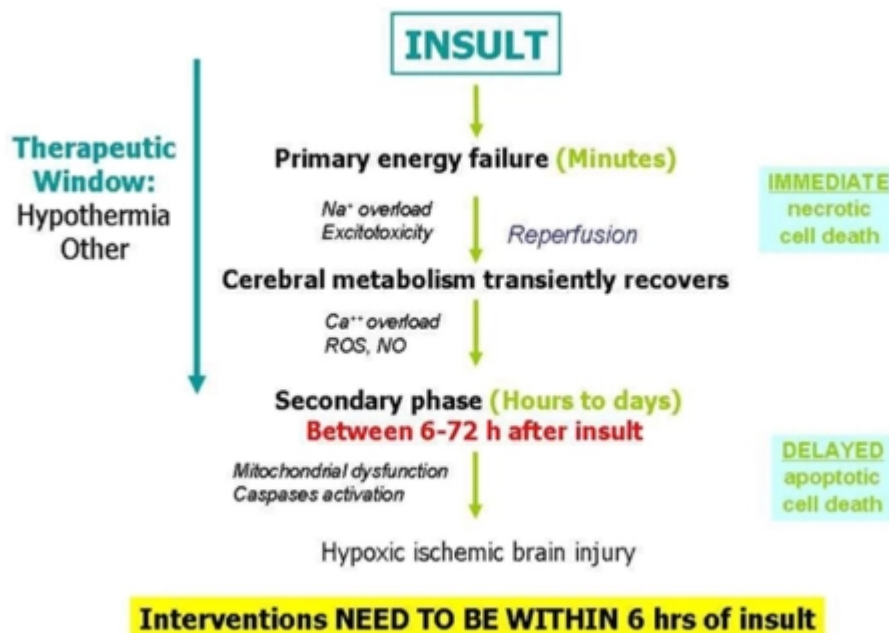 INSULT
Therapeutic
Window:
Hypothermia
Other
Primary energy failure (Minutes)
Na⁺ overload
Excitotoxicity
Reperfusion
IMMEDIATE
necrotic
cell death
Cerebral metabolism transiently recovers
Ca⁺⁺ overload
ROS, NO
Secondary phase (Hours to days)
Between 6-72 h after insult
Mitochondrial dysfunction
Caspases activation
DELAYED
apoptotic
cell death
Hypoxic ischemic brain injury
Interventions NEED TO BE WITHIN 6 hrs of insult